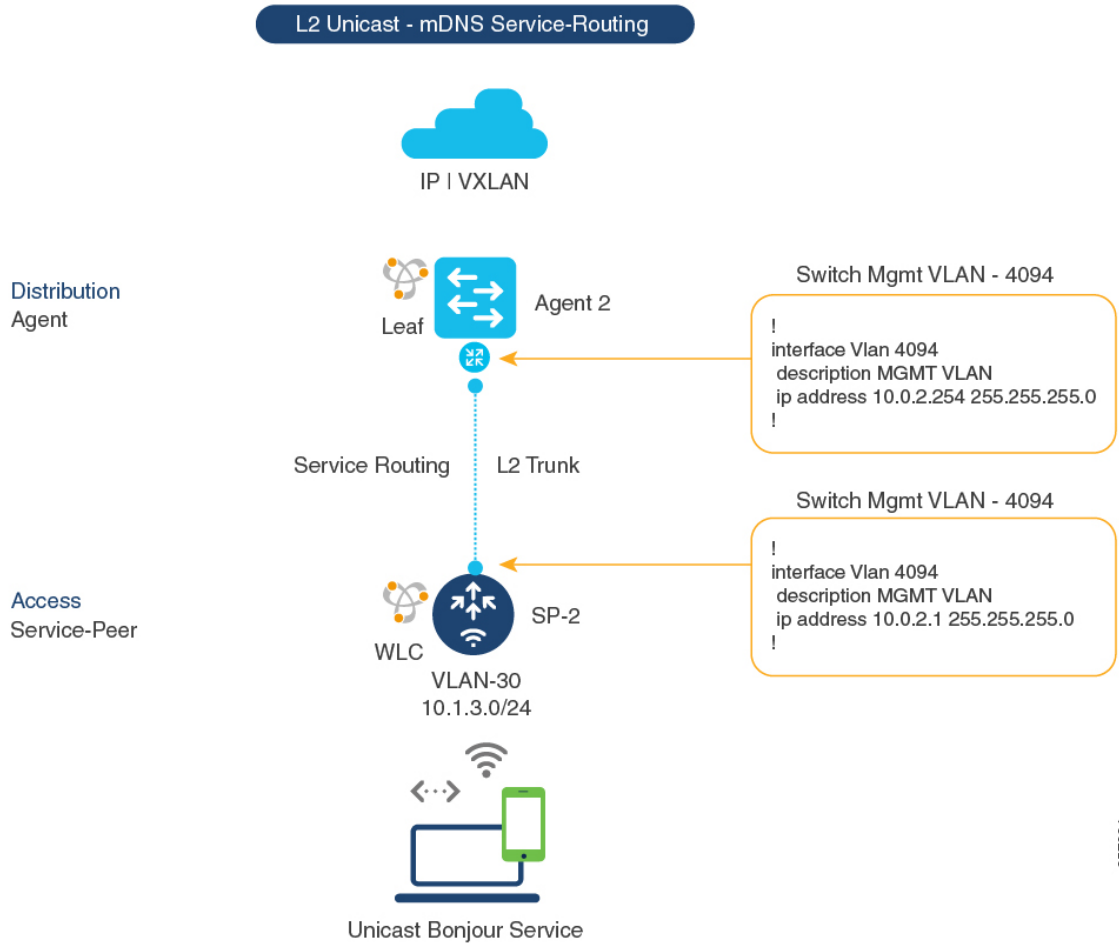 L2 Unicast - mDNS Service-Routing
IP | VXLAN
Distribution
Agent
Leaf
Agent 2
Switch Mgmt VLAN - 4094
!
interface Vlan 4094
description MGMT VLAN
ip address 10.0.2.254 255.255.255.0
!
Service Routing
L2 Trunk
Switch Mgmt VLAN - 4094
!
interface Vlan 4094
description MGMT VLAN
ip address 10.0.2.1 255.255.255.0
!
Access
Service-Peer
WLC
SP-2
VLAN-30
10.1.3.0/24
Unicast Bonjour Service